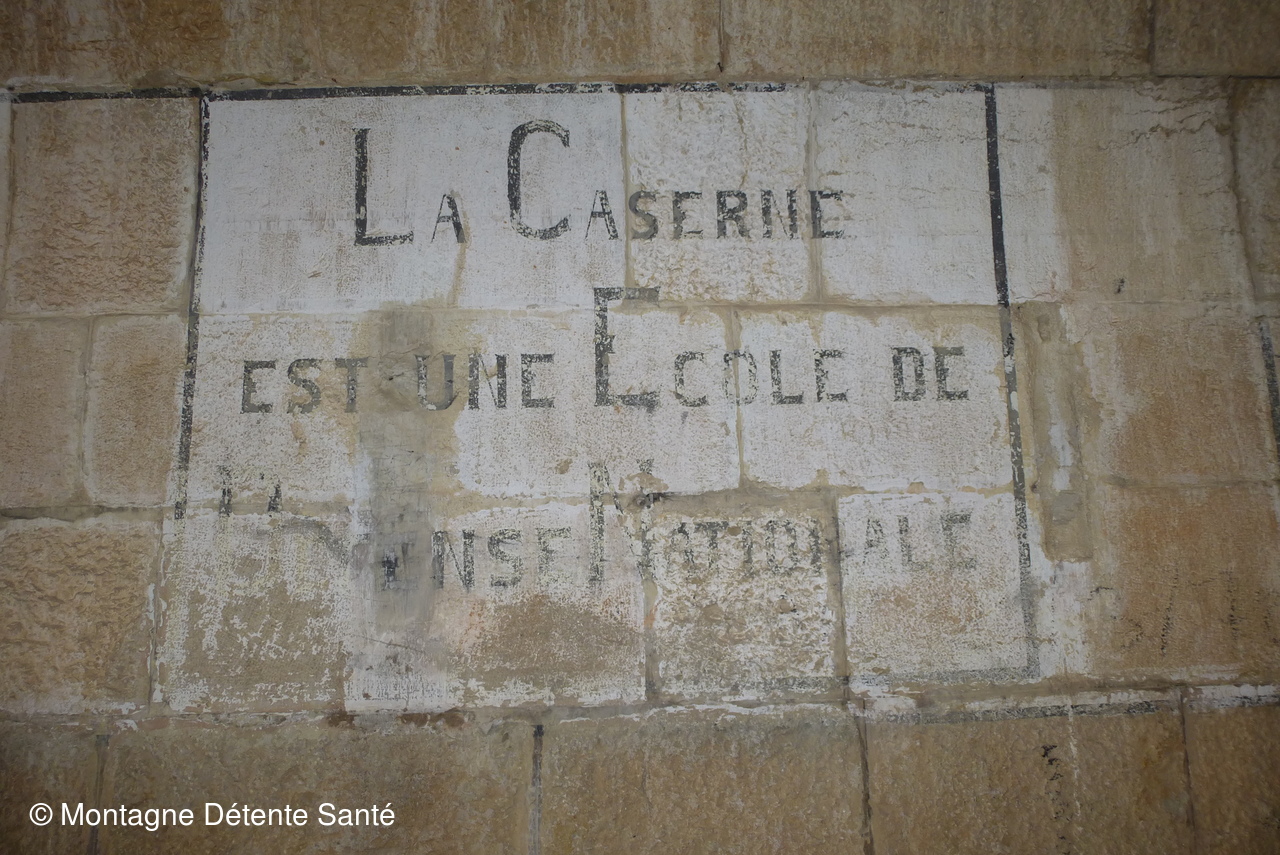 LA CASERNE
EST UNE ECOLE DE
NATIONALE
© Montagne Détente Santé